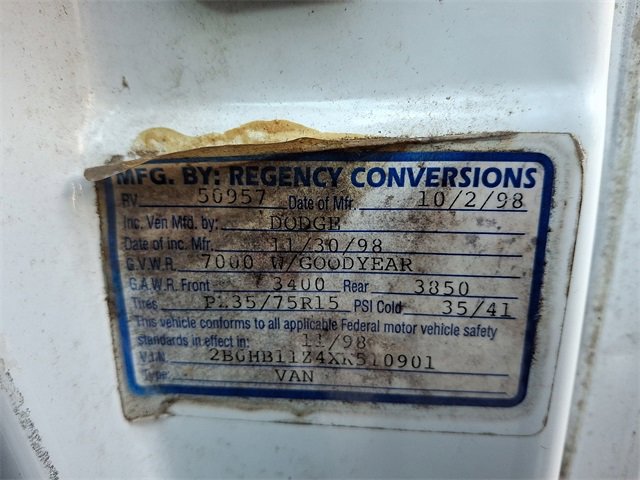 MFG. BY: REGENCY CONVERSIONS
RV 50957 Date of Mfr. 10/2/98
Inc. Ven Mfd. by: DODGE
Date of inc. Mfr. 11/30/98
G.V.W.R. 7000 W/GOODYEAR
G.A.W.R. Front 3400 Rear 3850
Tires P235/75R15 PSI Cold 35/41
This vehicle conforms to all applicable Federal motor vehicle safety
standards in effect in: 11/98
V.I.N.
Type VAN